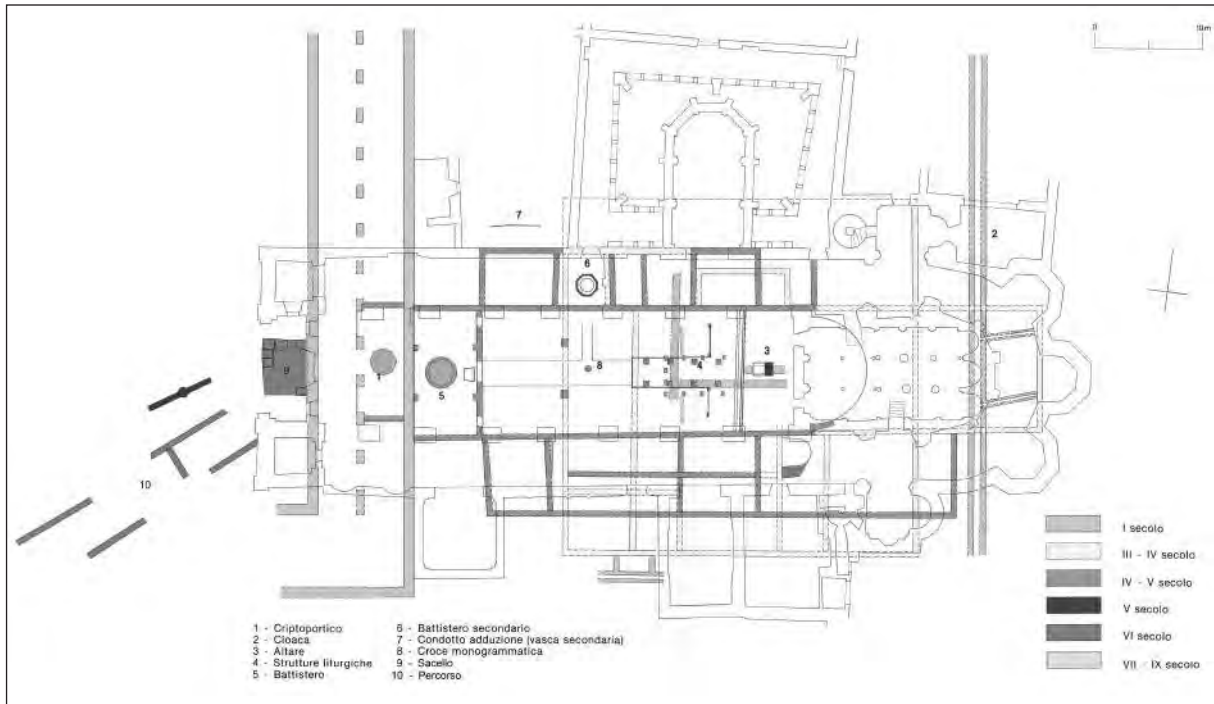 0 10m
7
2
6
3
1
9
8
4
5
10
I secolo
III - IV secolo
IV - V secolo
V secolo
VI secolo
VII - IX secolo
1 - Criptoportico
2 - Cloaca
3 - Altare
4 - Strutture liturgiche
5 - Battistero
6 - Battistero secondario
7 - Condotto adduzione (vasca secondaria)
8 - Croce monogrammatica
9 - Sacello
10 - Percorso